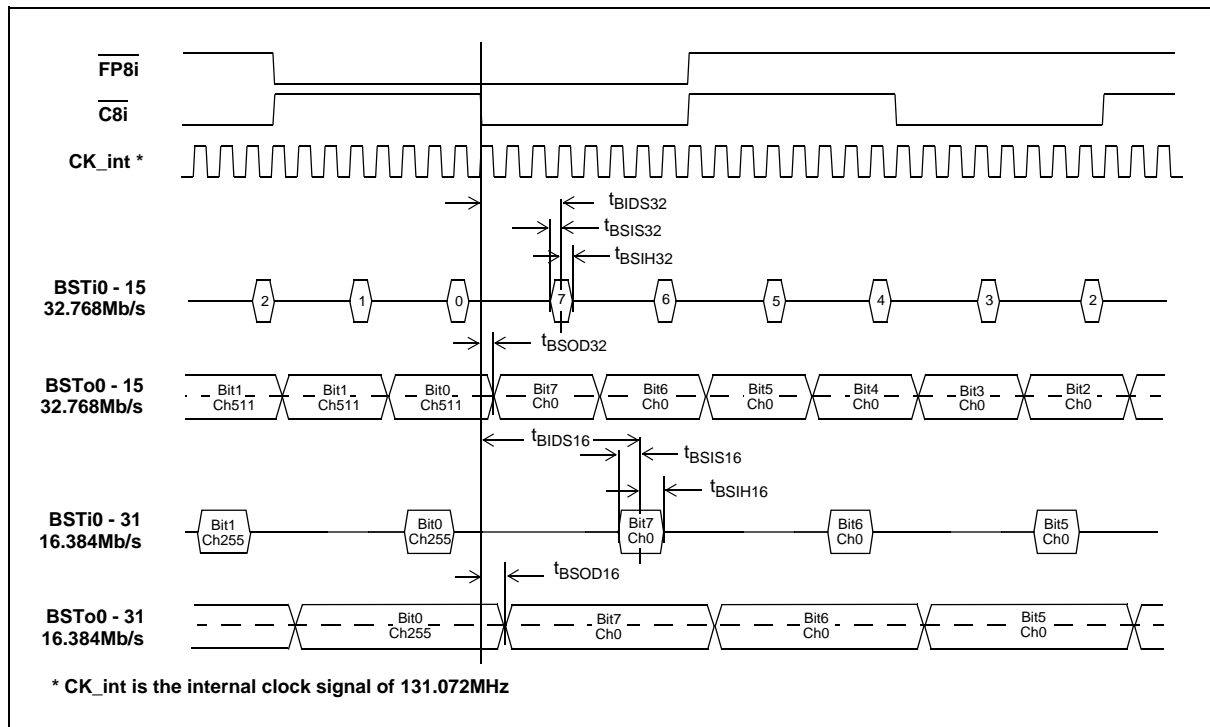 FP8i
C8i
CK_int *
tBIDS32
tBSIS32
tBSIH32
BSTi0 - 15
32.768Mb/s
2 1 0 7 6 5 4 3 2
tBSOD32
BSTo0 - 15
32.768Mb/s
Bit1 Bit1 Bit0 Bit7 Bit6 Bit5 Bit4 Bit3 Bit2
Ch511 Ch511 Ch511 Ch0 Ch0 Ch0 Ch0 Ch0 Ch0
tBIDS16
tBSIS16
tBSIH16
BSTi0 - 31
16.384Mb/s
Bit1 Bit0 Bit7 Bit6 Bit5
Ch255 Ch255 Ch0 Ch0 Ch0
tBSOD16
BSTo0 - 31
16.384Mb/s
Bit0 Bit7 Bit6 Bit5
Ch255 Ch0 Ch0 Ch0
* CK_int is the internal clock signal of 131.072MHz